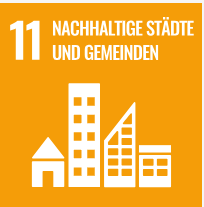 11 NACHHALTIGE STÄDTE
UND GEMEINDEN